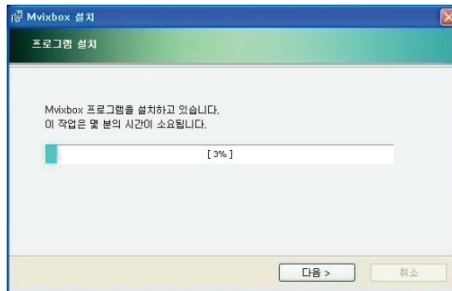 Mvixbox 설치
프로그램 설치
Mvixbox 프로그램을 설치하고 있습니다.
이 작업은 몇 분의 시간이 소요됩니다.
[ 3% ]
다음 >
취소